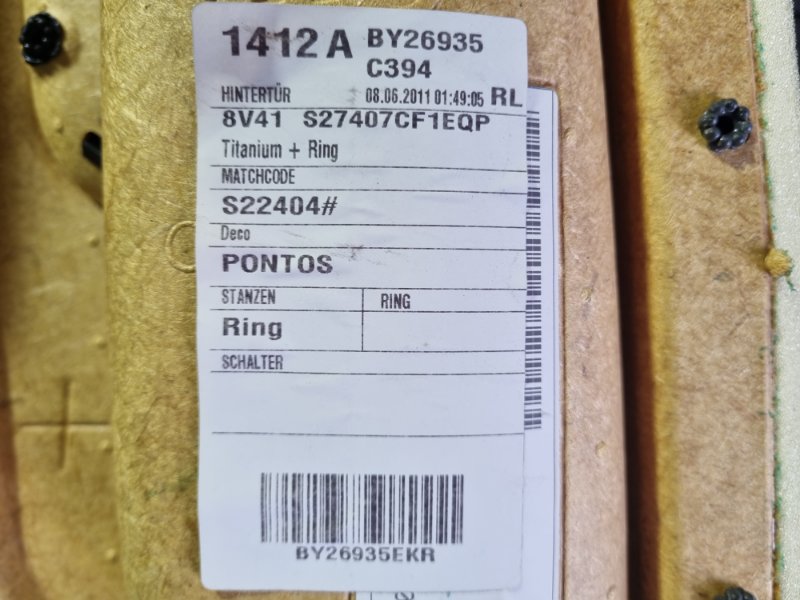 1412 A BY26935
C394
HINTERTÜR 08.06.2011 01:49:05 RL
8V41 S27407CF1EQP
Titanium + Ring
MATCHCODE
S22404#
Deco
PONTOS
STANZEN RING
Ring
SCHALTER
BY26935EKR